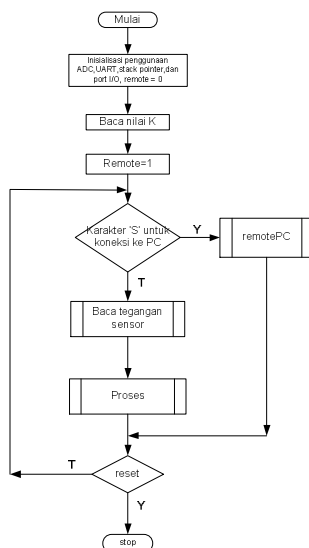 Mulai
Inisialisasi penggunaan
ADC,UART,stack pointer,dan
port I/O, remote = 0
Baca nilai K
Remote=1
Karakter 'S' untuk
koneksi ke PC
Y
remotePC
T
Baca tegangan
sensor
Proses
T
reset
Y
stop